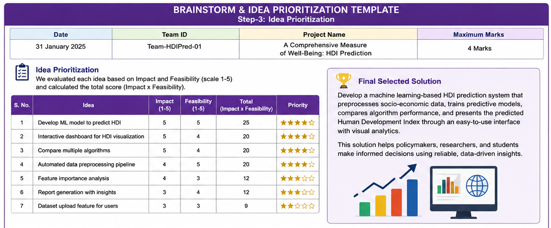 BRAINSTORM & IDEA PRIORITIZATION TEMPLATE
Step-3: Idea Prioritization
Date Team ID Project Name Maximum Marks
31 January 2025 Team-HDIPred-01 A Comprehensive Measure of Well-Being: HDI Prediction 4 Marks
Idea Prioritization
We evaluated each idea based on Impact and Feasibility (scale 1-5)
and calculated the total score (Impact x Feasibility).
S. No. Idea Impact (1-5) Feasibility (1-5) Total (Impact x Feasibility) Priority
1 Develop ML model to predict HDI 5 5 25 ★★★★☆
2 Interactive dashboard for HDI visualization 5 4 20 ★★★★☆
3 Compare multiple algorithms 5 4 20 ★★★★☆
4 Automated data preprocessing pipeline 4 5 20 ★★★★☆
5 Feature importance analysis 4 3 12 ★★★☆☆
6 Report generation with insights 3 4 12 ★★★☆☆
7 Dataset upload feature for users 3 3 9 ★★☆☆☆
Final Selected Solution
Develop a machine learning-based HDI prediction system that
preprocesses socio-economic data, trains predictive models,
compares algorithm performance, and presents the predicted
Human Development Index through an easy-to-use interface
with visual analytics.
This solution helps policymakers, researchers, and students
make informed decisions using reliable, data-driven insights.